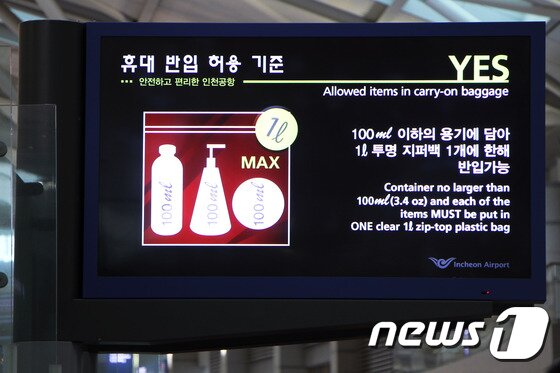 휴대 반입 허용 기준
안전하고 편리한 인천공항
YES
Allowed items in carry-on baggage
1ℓ
MAX
100ml
100ml
100ml
100ml 이하의 용기에 담아
1ℓ 투명 지퍼백 1개에 한해
반입가능
Container no larger than
100ml(3.4 oz) and each of the
items MUST be put in
ONE clear 1ℓ zip-top plastic bag
Incheon Airport
news1